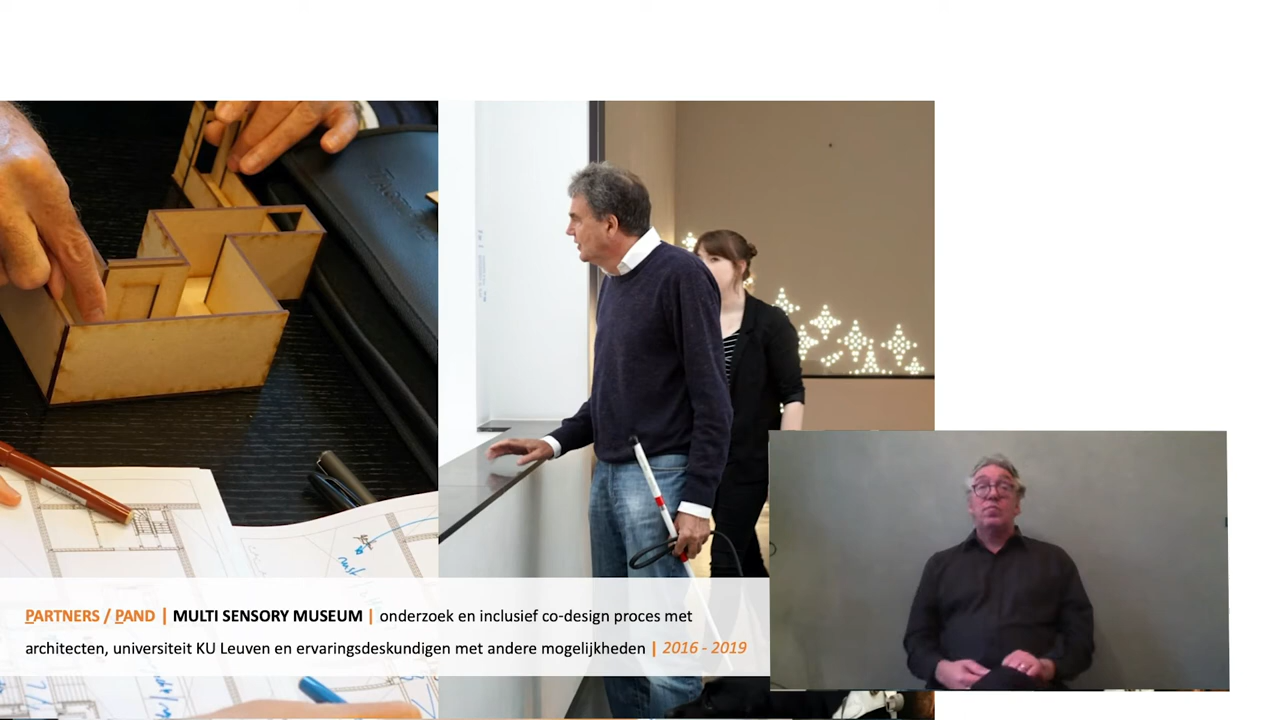 PARTNERS / PAND | MULTI SENSORY MUSEUM | onderzoek en inclusief co-design proces met
architecten, universiteit KU Leuven en ervaringsdeskundigen met andere mogelijkheden | 2016 - 2019